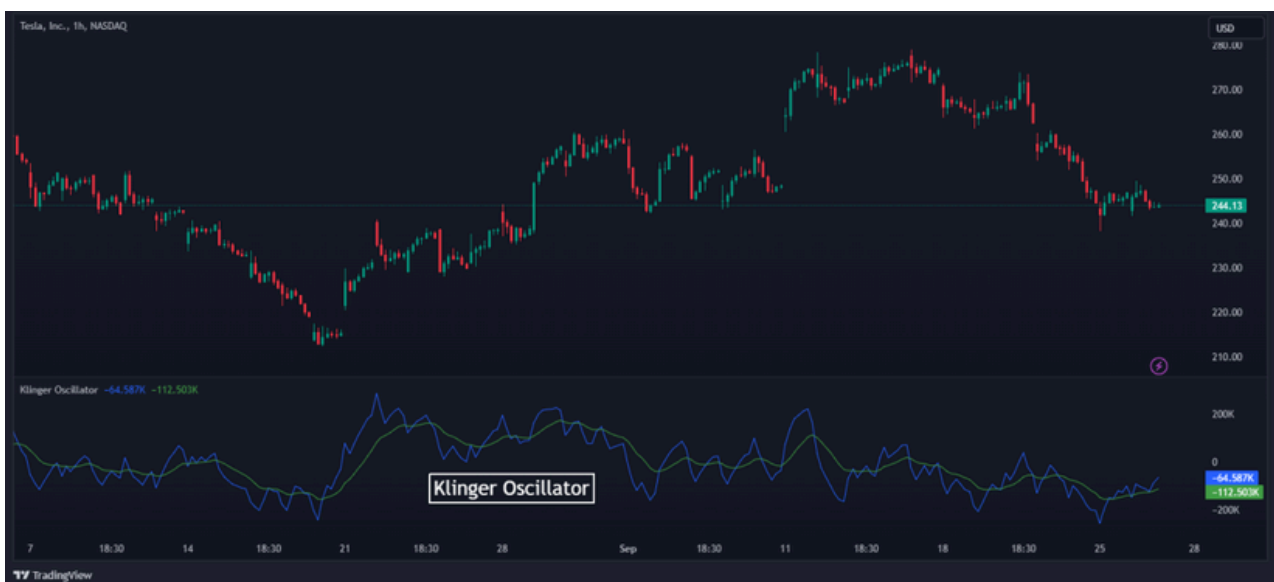 Tesla, Inc., 1h, NASDAQ
USD
280.00
270.00
260.00
250.00
244.13
240.00
230.00
220.00
210.00
Klinger Oscillator -64.587K -112.503K
200K
0
-64.587K
-112.503K
-200K
Klinger Oscillator
7 18:30 14 18:30 21 18:30 28 Sep 18:30 11 18:30 18 18:30 25 28
TradingView